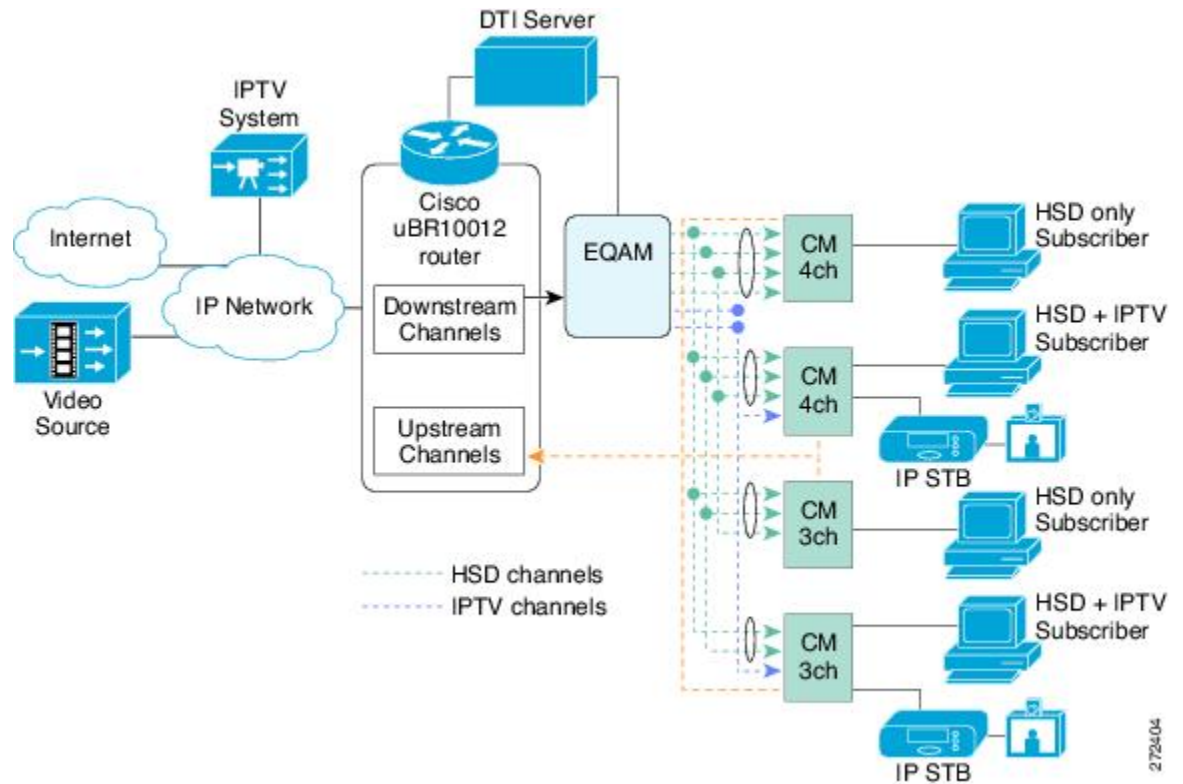 DTI Server
IPTV
System
Cisco
uBR10012
router
Internet
IP Network
EQAM
Downstream
Channels
Video
Source
Upstream
Channels
CM
4ch
HSD only
Subscriber
CM
4ch
HSD + IPTV
Subscriber
IP STB
CM
3ch
HSD only
Subscriber
HSD channels
IPTV channels
CM
3ch
HSD + IPTV
Subscriber
IP STB
272404